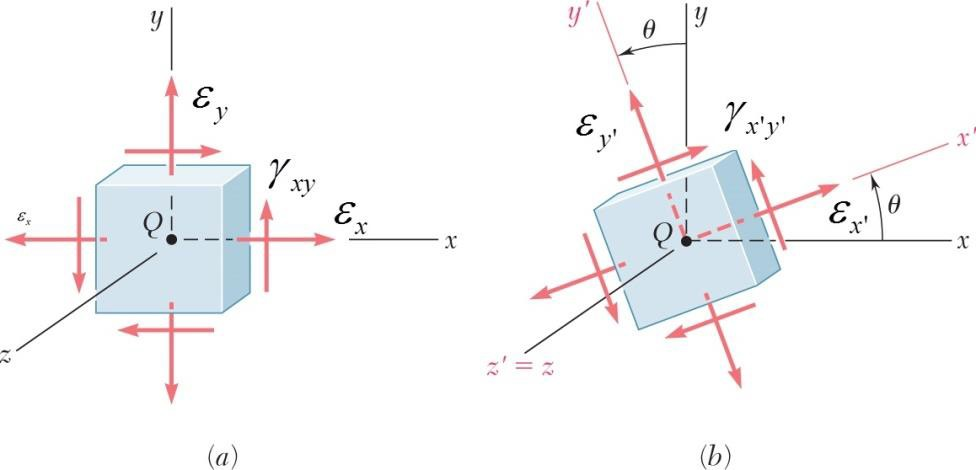 y
ε_y
γ_xy
ε_x
ε_x
Q
x
z
(a)
y'
θ
y
ε_y'
γ_x'y'
x'
ε_x'
θ
Q
x
z' = z
(b)